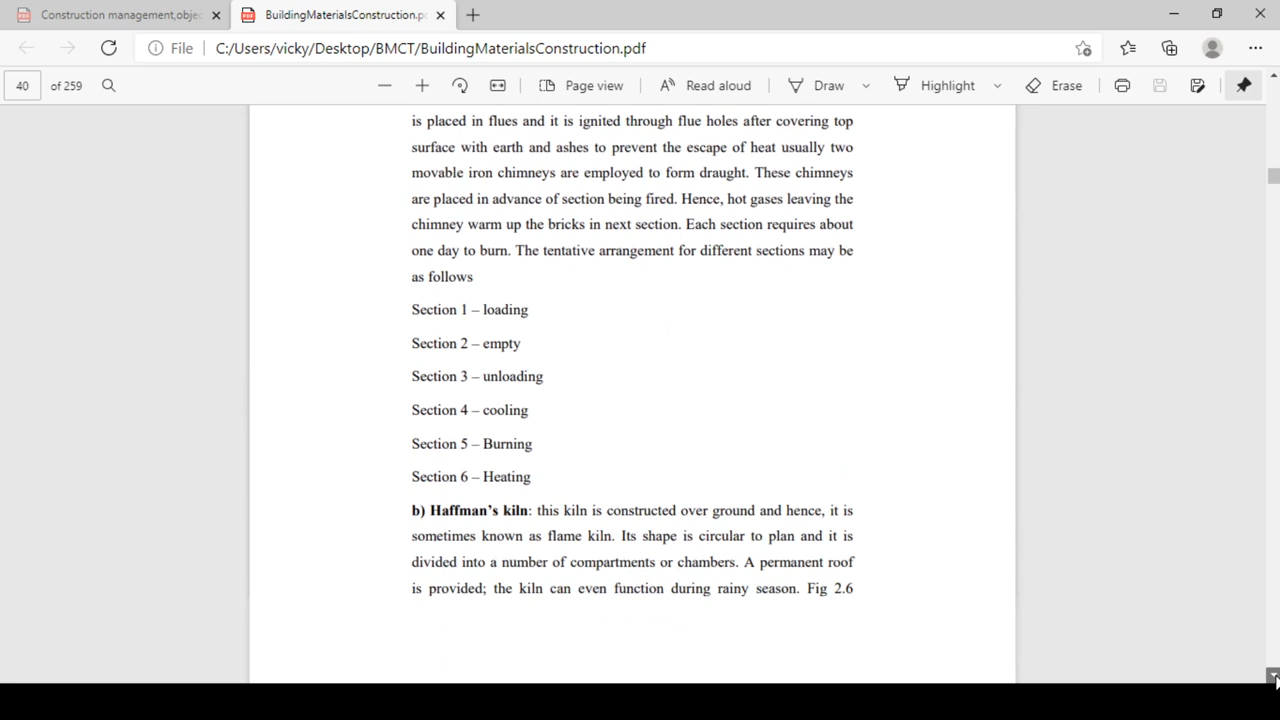 Construction management,objec
BuildingMaterialsConstruction.pd
File
C:/Users/vicky/Desktop/BMCT/BuildingMaterialsConstruction.pdf
40 of 259
Page view
Read aloud
Draw
Highlight
Erase
is placed in flues and it is ignited through flue holes after covering top
surface with earth and ashes to prevent the escape of heat usually two
movable iron chimneys are employed to form draught. These chimneys
are placed in advance of section being fired. Hence, hot gases leaving the
chimney warm up the bricks in next section. Each section requires about
one day to burn. The tentative arrangement for different sections may be
as follows
Section 1 – loading
Section 2 – empty
Section 3 – unloading
Section 4 – cooling
Section 5 – Burning
Section 6 – Heating
b) Haffman's kiln: this kiln is constructed over ground and hence, it is
sometimes known as flame kiln. Its shape is circular to plan and it is
divided into a number of compartments or chambers. A permanent roof
is provided; the kiln can even function during rainy season. Fig 2.6